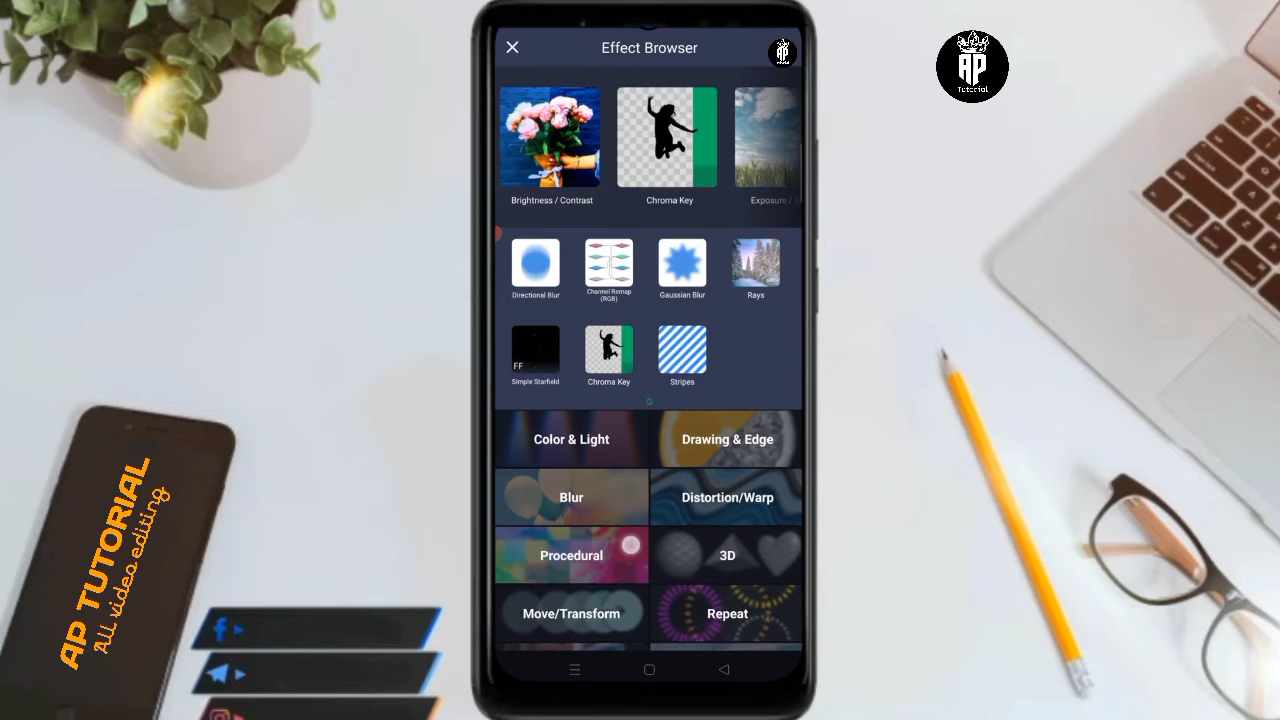 Effect Browser
AP
Tutorial
Brightness / Contrast
Chroma Key
Exposure /
Directional Blur
Channel Remap
(RGB)
Gaussian Blur
Rays
FF
Simple Starfield
Chroma Key
Stripes
Color & Light
Drawing & Edge
Blur
Distortion/Warp
Procedural
3D
Move/Transform
Repeat
AP TUTORIAL
All video editing